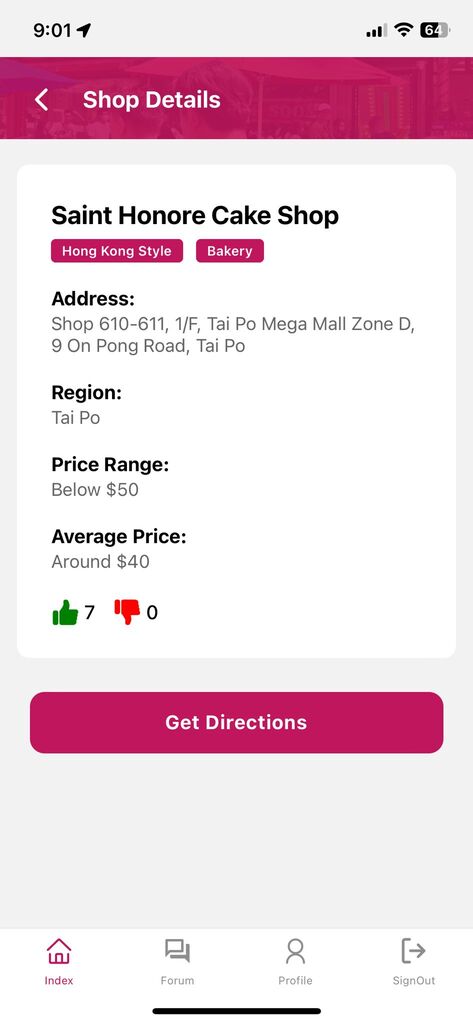 9:01
64
Shop Details
Saint Honore Cake Shop
Hong Kong Style Bakery
Address:
Shop 610-611, 1/F, Tai Po Mega Mall Zone D,
9 On Pong Road, Tai Po
Region:
Tai Po
Price Range:
Below $50
Average Price:
Around $40
7 0
Get Directions
Index Forum Profile SignOut